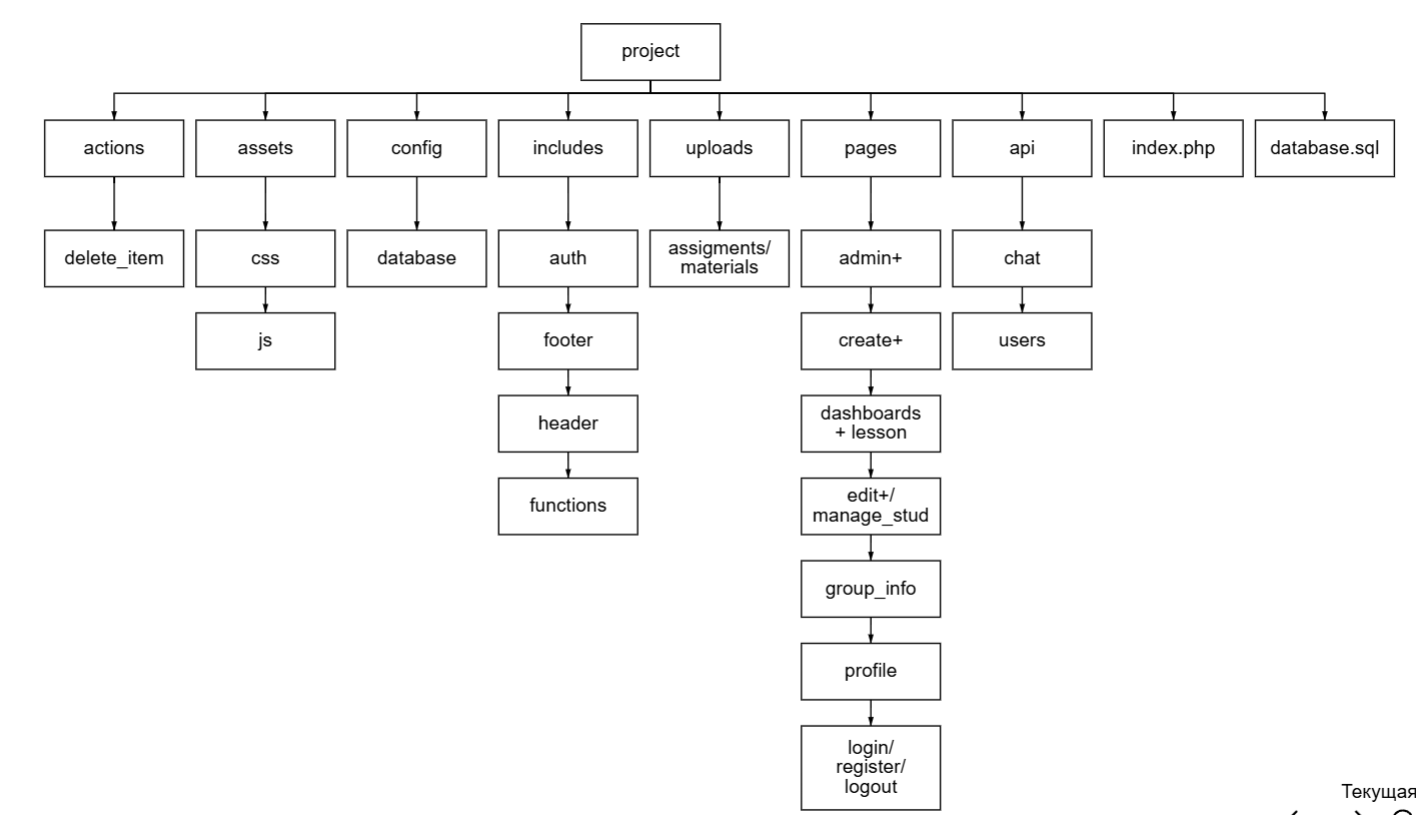 project
actions
assets
config
includes
uploads
pages
api
index.php
database.sql
delete_item
css
database
auth
assigments/
materials
admin+
chat
js
footer
create+
users
header
dashboards
+ lesson
functions
edit+/
manage_stud
group_info
profile
login/
register/
logout
Текущая